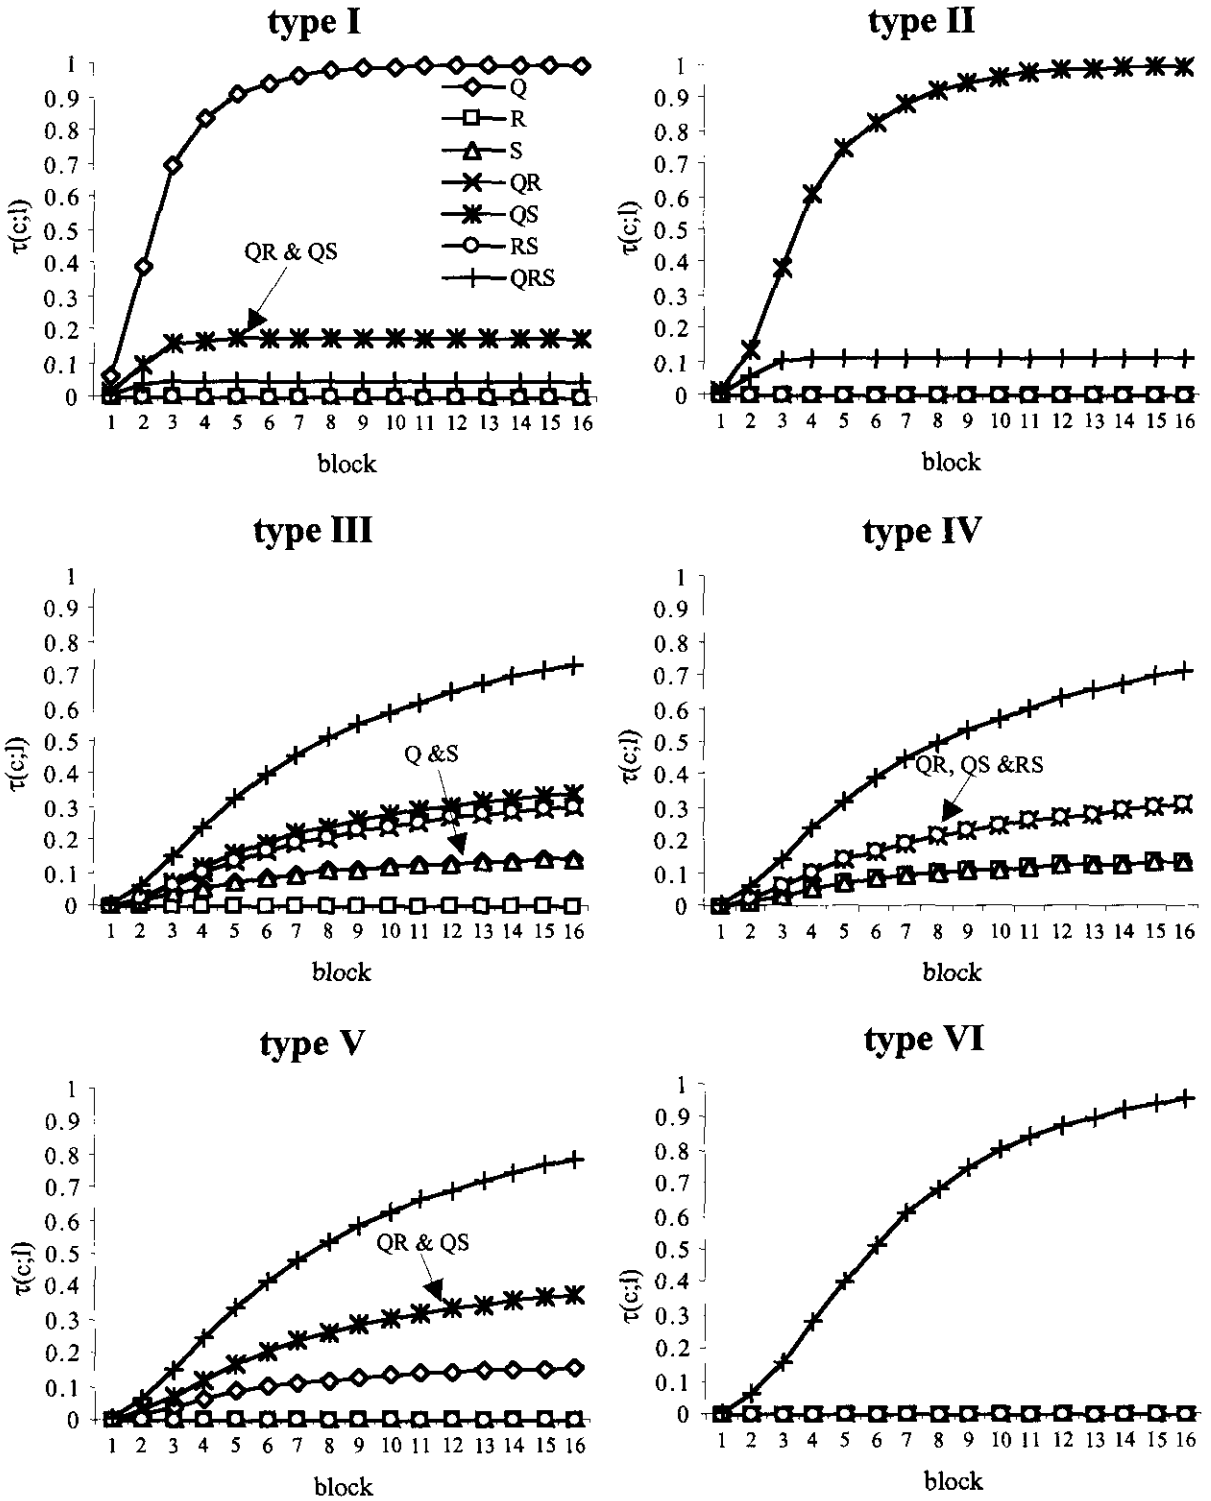 type I
1
0.9
0.8
0.7
0.6
0.5
0.4
0.3
0.2
0.1
0
τ(c;l)
Q
R
S
QR
QS
RS
QRS
QR & QS
1 2 3 4 5 6 7 8 9 10 11 12 13 14 15 16
block
type II
1
0.9
0.8
0.7
0.6
0.5
0.4
0.3
0.2
0.1
0
τ(c;l)
1 2 3 4 5 6 7 8 9 10 11 12 13 14 15 16
block
type III
1
0.9
0.8
0.7
0.6
0.5
0.4
0.3
0.2
0.1
0
τ(c;l)
Q &S
1 2 3 4 5 6 7 8 9 10 11 12 13 14 15 16
block
type IV
1
0.9
0.8
0.7
0.6
0.5
0.4
0.3
0.2
0.1
0
τ(c;l)
QR, QS &RS
1 2 3 4 5 6 7 8 9 10 11 12 13 14 15 16
block
type V
1
0.9
0.8
0.7
0.6
0.5
0.4
0.3
0.2
0.1
0
τ(c;l)
QR & QS
1 2 3 4 5 6 7 8 9 10 11 12 13 14 15 16
block
type VI
1
0.9
0.8
0.7
0.6
0.5
0.4
0.3
0.2
0.1
0
τ(c;l)
1 2 3 4 5 6 7 8 9 10 11 12 13 14 15 16
block